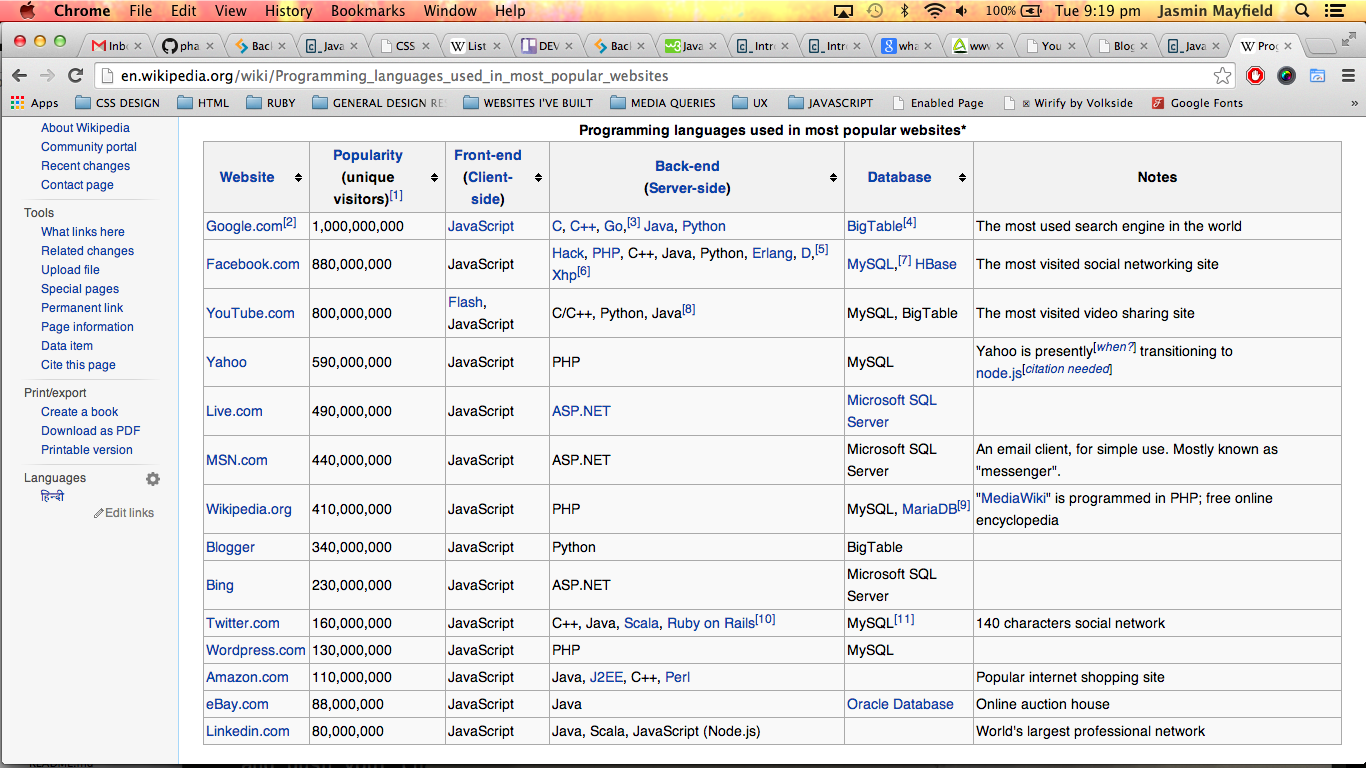 Chrome File Edit View History Bookmarks Window Help 100% Tue 9:19 pm Jasmin Mayfield
Inb pha Bacl C_ Java CSS List DEV Bacl Java C_ Intr C_ Intr wha www You Blog C_ Java Prog
en.wikipedia.org/wiki/Programming_languages_used_in_most_popular_websites
Apps CSS DESIGN HTML RUBY GENERAL DESIGN RE WEBSITES I'VE BUILT MEDIA QUERIES UX JAVASCRIPT Enabled Page Wirify by Volkside Google Fonts »
About Wikipedia
Community portal
Recent changes
Contact page
Tools
What links here
Related changes
Upload file
Special pages
Permanent link
Page information
Data item
Cite this page
Print/export
Create a book
Download as PDF
Printable version
Languages
हिन्दी
Edit links
Programming languages used in most popular websites*
Website Popularity (unique visitors)[1] Front-end (Client-side) Back-end (Server-side) Database Notes
Google.com[2] 1,000,000,000 JavaScript C, C++, Go,[3] Java, Python BigTable[4] The most used search engine in the world
Facebook.com 880,000,000 JavaScript Hack, PHP, C++, Java, Python, Erlang, D,[5] Xhp[6] MySQL,[7] HBase The most visited social networking site
YouTube.com 800,000,000 Flash, JavaScript C/C++, Python, Java[8] MySQL, BigTable The most visited video sharing site
Yahoo 590,000,000 JavaScript PHP MySQL Yahoo is presently[when?] transitioning to node.js[citation needed]
Live.com 490,000,000 JavaScript ASP.NET Microsoft SQL Server
MSN.com 440,000,000 JavaScript ASP.NET Microsoft SQL Server An email client, for simple use. Mostly known as "messenger".
Wikipedia.org 410,000,000 JavaScript PHP MySQL, MariaDB[9] "MediaWiki" is programmed in PHP; free online encyclopedia
Blogger 340,000,000 JavaScript Python BigTable
Bing 230,000,000 JavaScript ASP.NET Microsoft SQL Server
Twitter.com 160,000,000 JavaScript C++, Java, Scala, Ruby on Rails[10] MySQL[11] 140 characters social network
Wordpress.com 130,000,000 JavaScript PHP MySQL
Amazon.com 110,000,000 JavaScript Java, J2EE, C++, Perl Popular internet shopping site
eBay.com 88,000,000 JavaScript Java Oracle Database Online auction house
Linkedin.com 80,000,000 JavaScript Java, Scala, JavaScript (Node.js) World's largest professional network